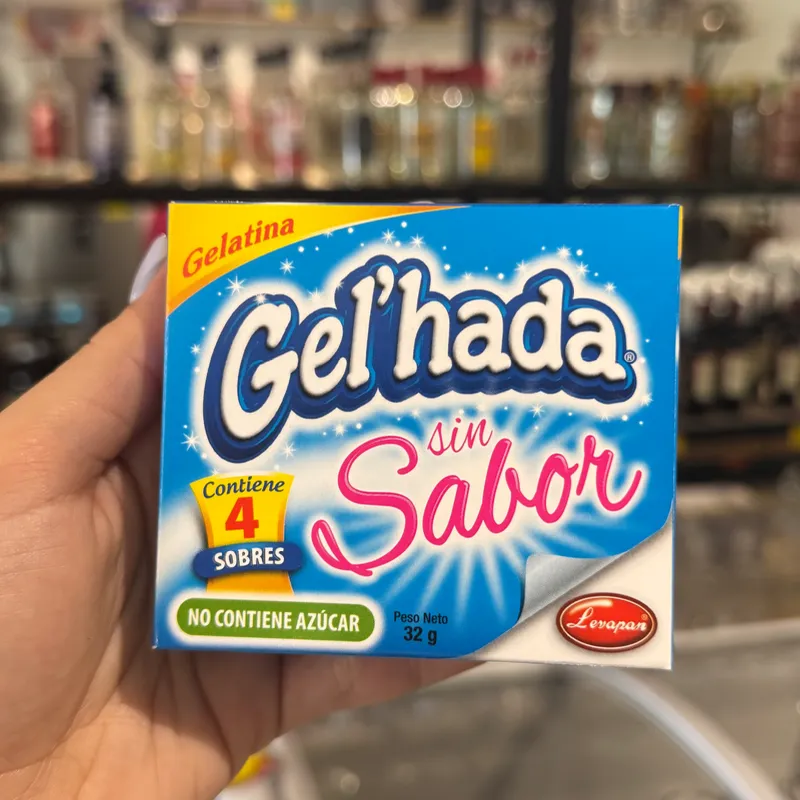 Gelatina
Gel'hada®
sin
Sabor
Contiene
4
SOBRES
NO CONTIENE AZÚCAR
Peso Neto
32 g
Levapan®